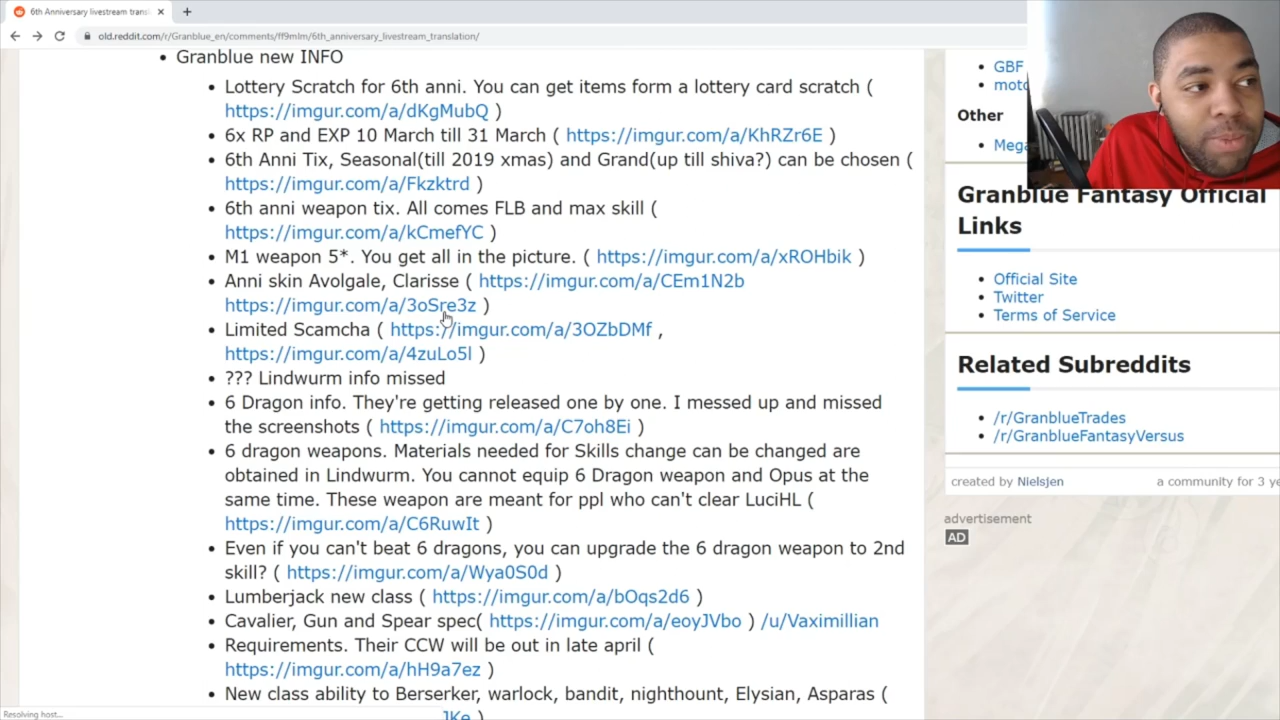 6th Anniversary livestream trans
old.reddit.com/r/Granblue_en/comments/ff9mlm/6th_anniversary_livestream_translation/
Granblue new INFO
Lottery Scratch for 6th anni. You can get items form a lottery card scratch (
https://imgur.com/a/dKgMubQ )
6x RP and EXP 10 March till 31 March ( https://imgur.com/a/KhRZr6E )
6th Anni Tix, Seasonal(till 2019 xmas) and Grand(up till shiva?) can be chosen (
https://imgur.com/a/Fkzktrd )
6th anni weapon tix. All comes FLB and max skill (
https://imgur.com/a/kCmefYC )
M1 weapon 5*. You get all in the picture. ( https://imgur.com/a/xROHbik )
Anni skin Avolgale, Clarisse ( https://imgur.com/a/CEm1N2b
https://imgur.com/a/3oSre3z )
Limited Scamcha ( https://imgur.com/a/3OZbDMf ,
https://imgur.com/a/4zuLo5l )
??? Lindwurm info missed
6 Dragon info. They're getting released one by one. I messed up and missed
the screenshots ( https://imgur.com/a/C7oh8Ei )
6 dragon weapons. Materials needed for Skills change can be changed are
obtained in Lindwurm. You cannot equip 6 Dragon weapon and Opus at the
same time. These weapon are meant for ppl who can't clear LuciHL (
https://imgur.com/a/C6RuwIt )
Even if you can't beat 6 dragons, you can upgrade the 6 dragon weapon to 2nd
skill? ( https://imgur.com/a/Wya0S0d )
Lumberjack new class ( https://imgur.com/a/bOqs2d6 )
Cavalier, Gun and Spear spec( https://imgur.com/a/eoyJVbo ) /u/Vaximillian
Requirements. Their CCW will be out in late april (
https://imgur.com/a/hH9a7ez )
New class ability to Berserker, warlock, bandit, nighthount, Elysian, Asparas (
JKe )
Resolving host...
GBF
moto
Other
Mega
Granblue Fantasy Official
Links
Official Site
Twitter
Terms of Service
Related Subreddits
/r/GranblueTrades
/r/GranblueFantasyVersus
created by Nielsjen a community for 3 ye
advertisement
AD